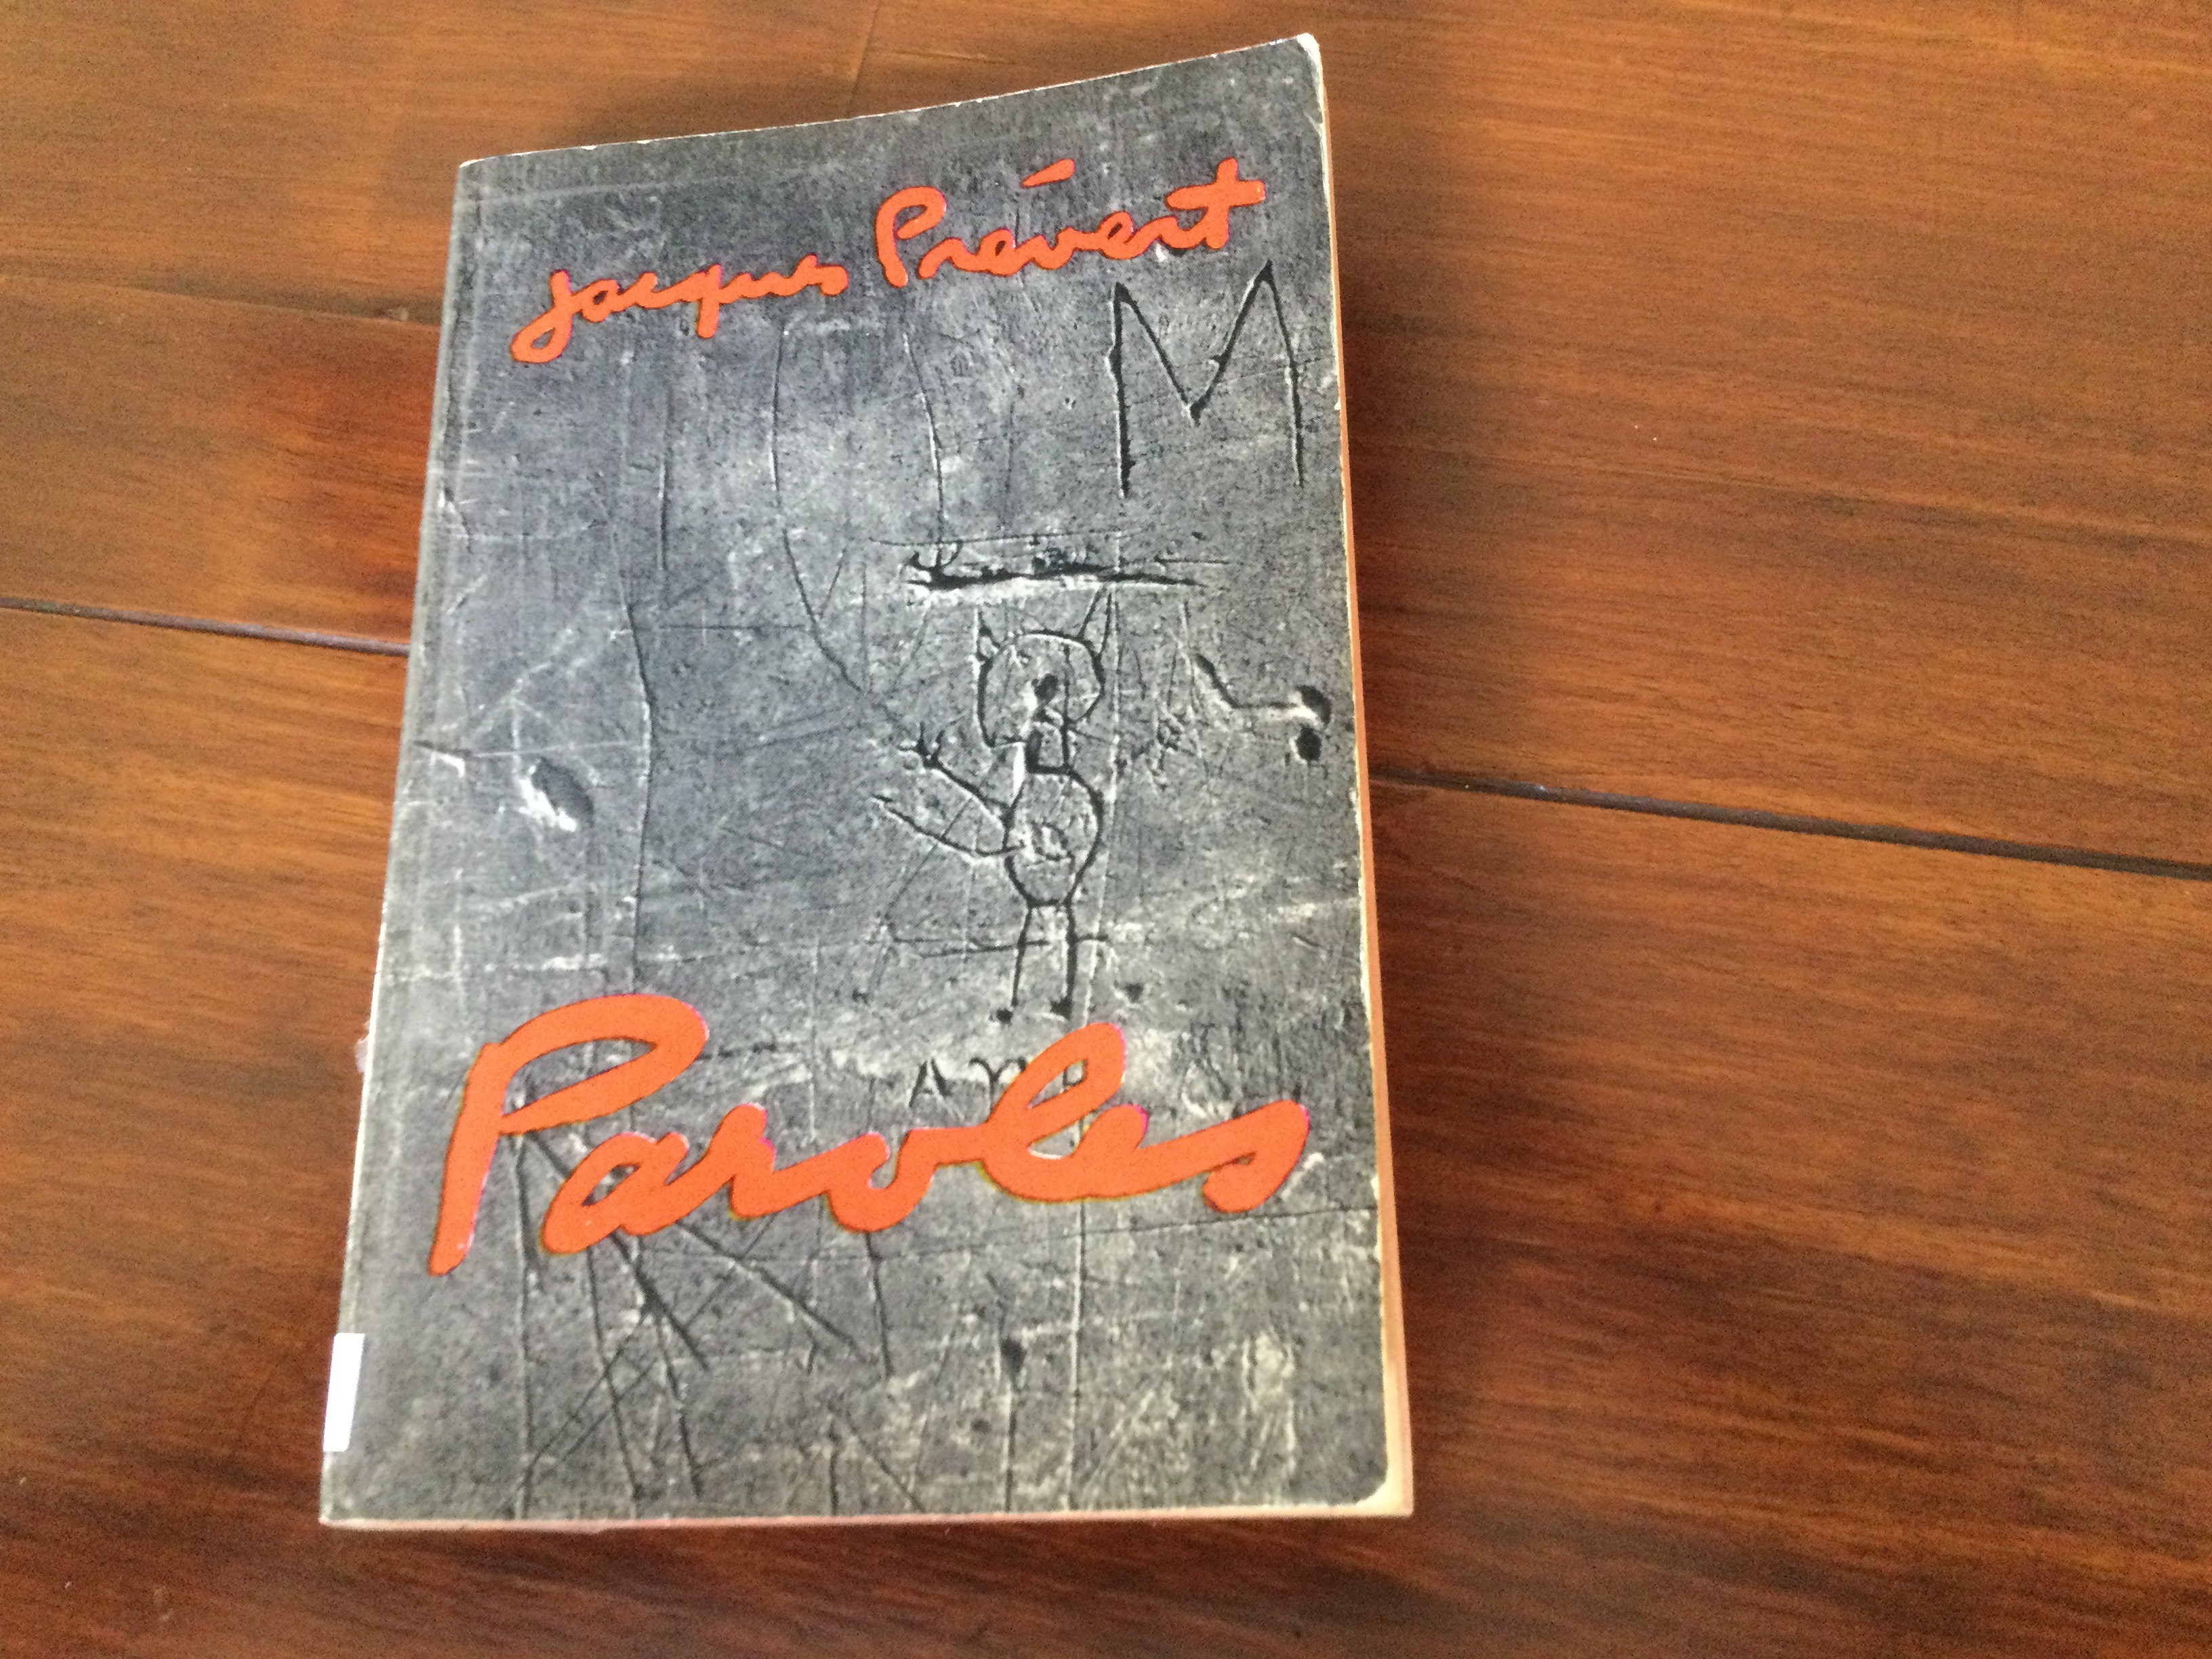 Jacques Prévert
M
Paroles